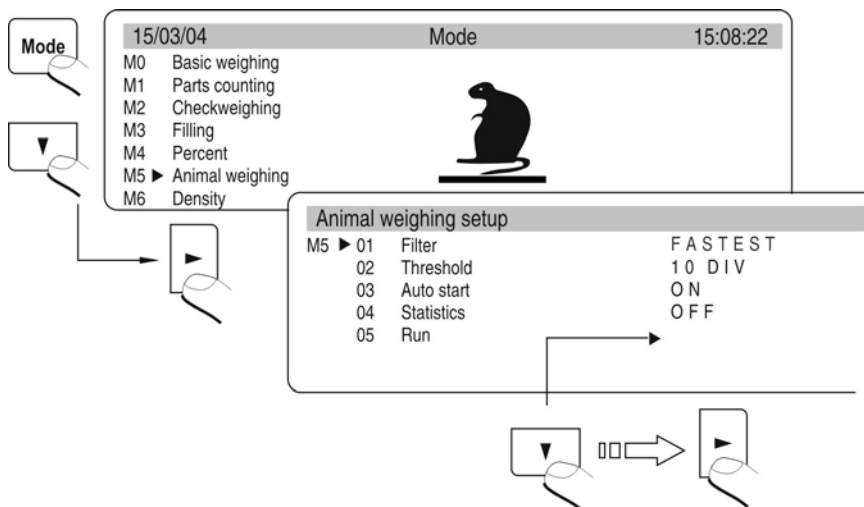 Mode
15/03/04 Mode 15:08:22
M0 Basic weighing
M1 Parts counting
M2 Checkweighing
M3 Filling
M4 Percent
M5 ▶ Animal weighing
M6 Density
Animal weighing setup
M5 ▶ 01 Filter FASTEST
02 Threshold 10 DIV
03 Auto start ON
04 Statistics OFF
05 Run